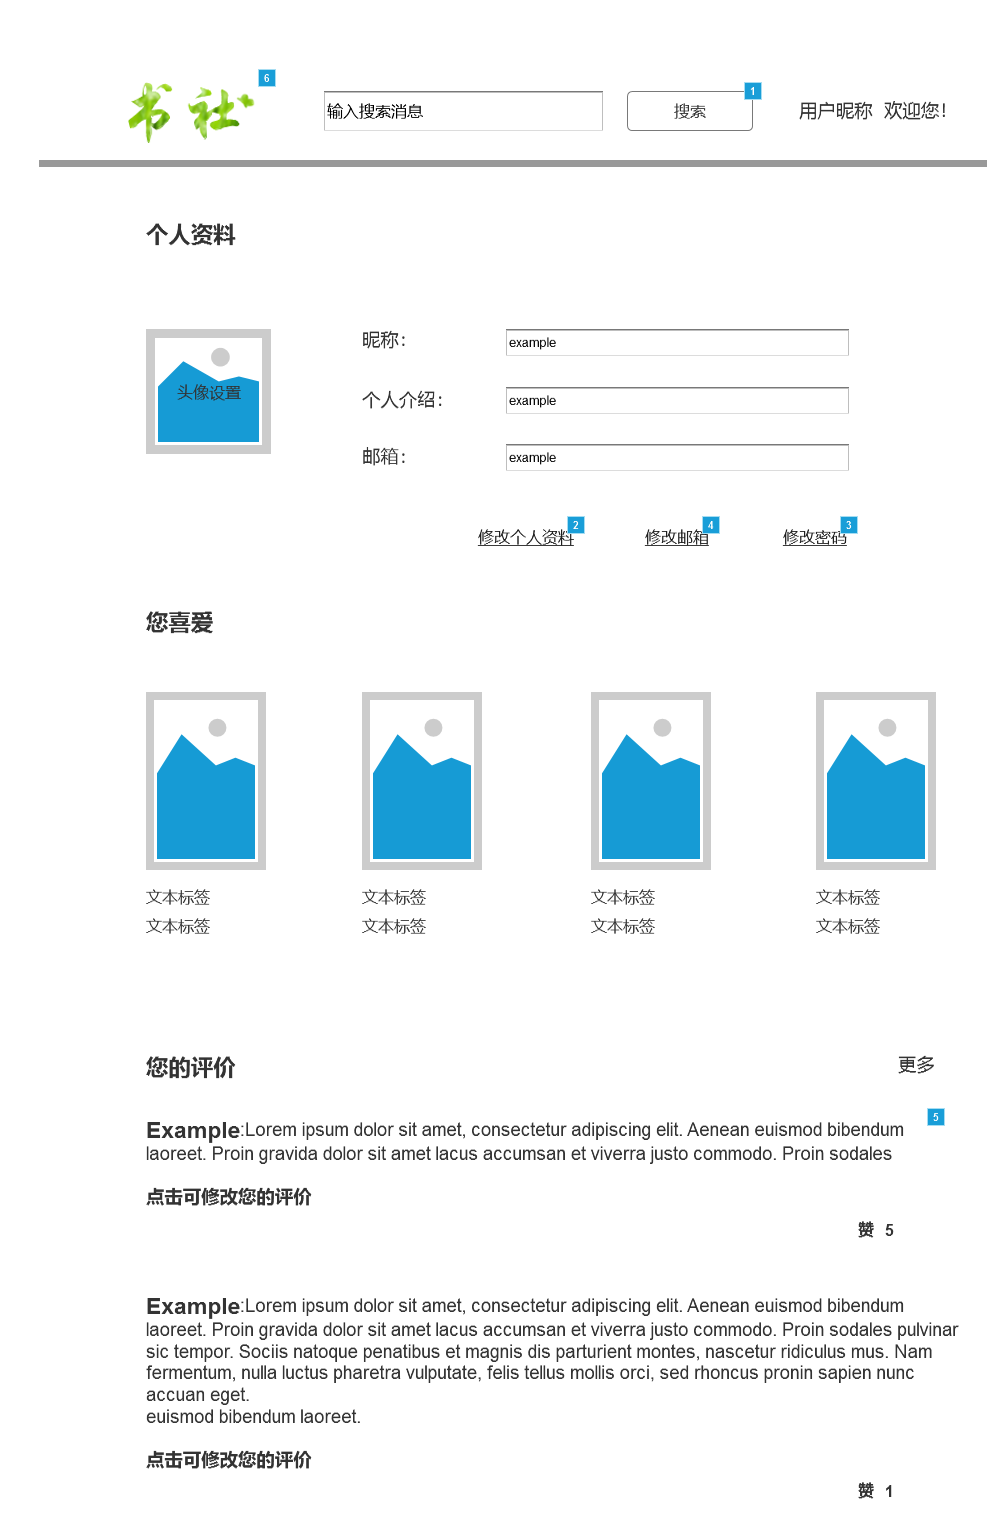 书社
6
输入搜索消息
搜索
1
用户昵称 欢迎您!
个人资料
头像设置
昵称:
example
个人介绍:
example
邮箱:
example
修改个人资料
2
修改邮箱
4
修改密码
3
您喜爱
文本标签
文本标签
文本标签
文本标签
文本标签
文本标签
文本标签
文本标签
您的评价
更多
5
Example:Lorem ipsum dolor sit amet, consectetur adipiscing elit. Aenean euismod bibendum
laoreet. Proin gravida dolor sit amet lacus accumsan et viverra justo commodo. Proin sodales
点击可修改您的评价
赞 5
Example:Lorem ipsum dolor sit amet, consectetur adipiscing elit. Aenean euismod bibendum
laoreet. Proin gravida dolor sit amet lacus accumsan et viverra justo commodo. Proin sodales pulvinar
sic tempor. Sociis natoque penatibus et magnis dis parturient montes, nascetur ridiculus mus. Nam
fermentum, nulla luctus pharetra vulputate, felis tellus mollis orci, sed rhoncus pronin sapien nunc
accuan eget.
euismod bibendum laoreet.
点击可修改您的评价
赞 1